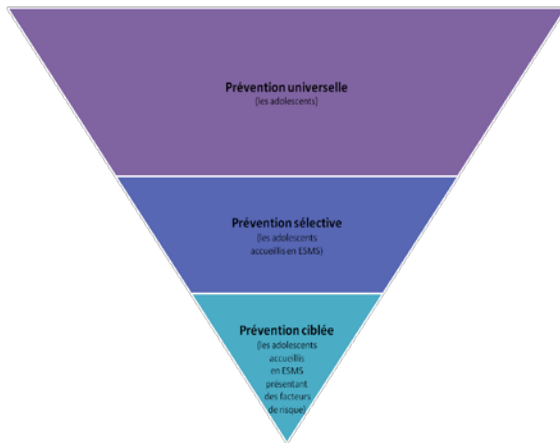 Prévention universelle
(les adolescents)
Prévention sélective
(les adolescents
accueillis en ESMS)
Prévention ciblée
(les adolescents
accueillis
en ESMS
présentant
des facteurs
de risque)